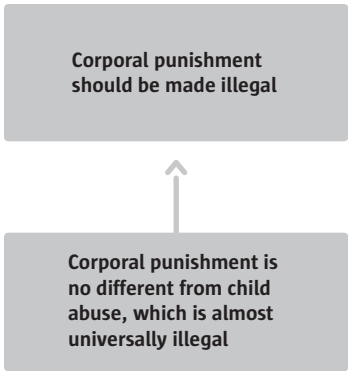 Corporal punishment
should be made illegal
Corporal punishment is
no different from child
abuse, which is almost
universally illegal